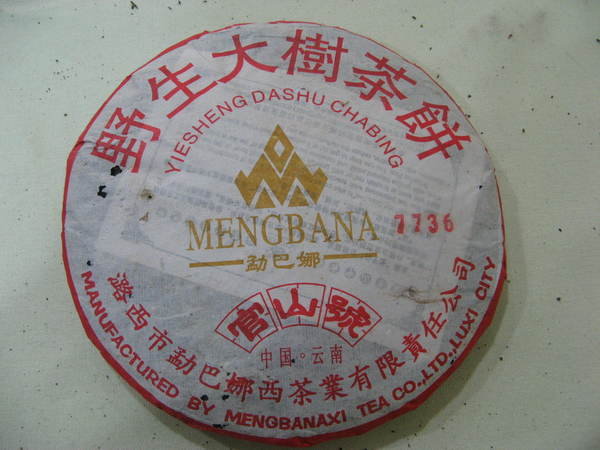 野生大樹茶餅
YIESHENG DASHU CHABING
MENGBANA
7736
勐巴娜
官山號
中国。云南
潞西市勐巴娜西茶業有限責任公司
MANUFACTURED BY MENGBANAXI TEA CO.,LTD.,LUXI CITY